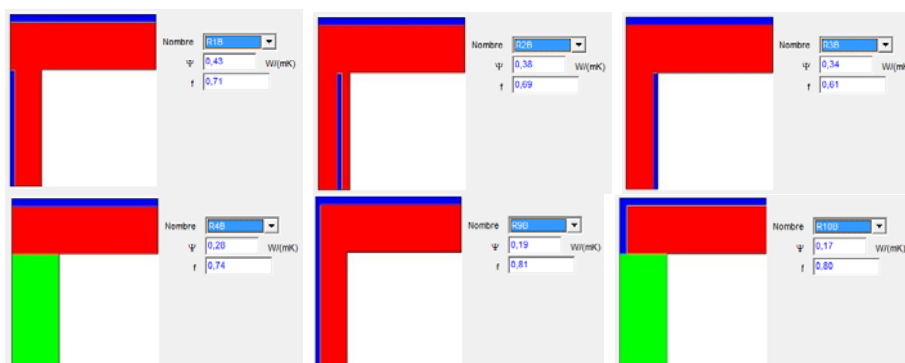 Nombre R1B
Ψ 0,43 W/(mK)
f 0,71
Nombre R2B
Ψ 0,38 W/(mK)
f 0,69
Nombre R3B
Ψ 0,34 W/(m
f 0,61
Nombre R4B
Ψ 0,28 W/(mK)
f 0,74
Nombre R9B
Ψ 0,19 W/(mK)
f 0,81
Nombre R10B
Ψ 0,17 W/(mK)
f 0,80